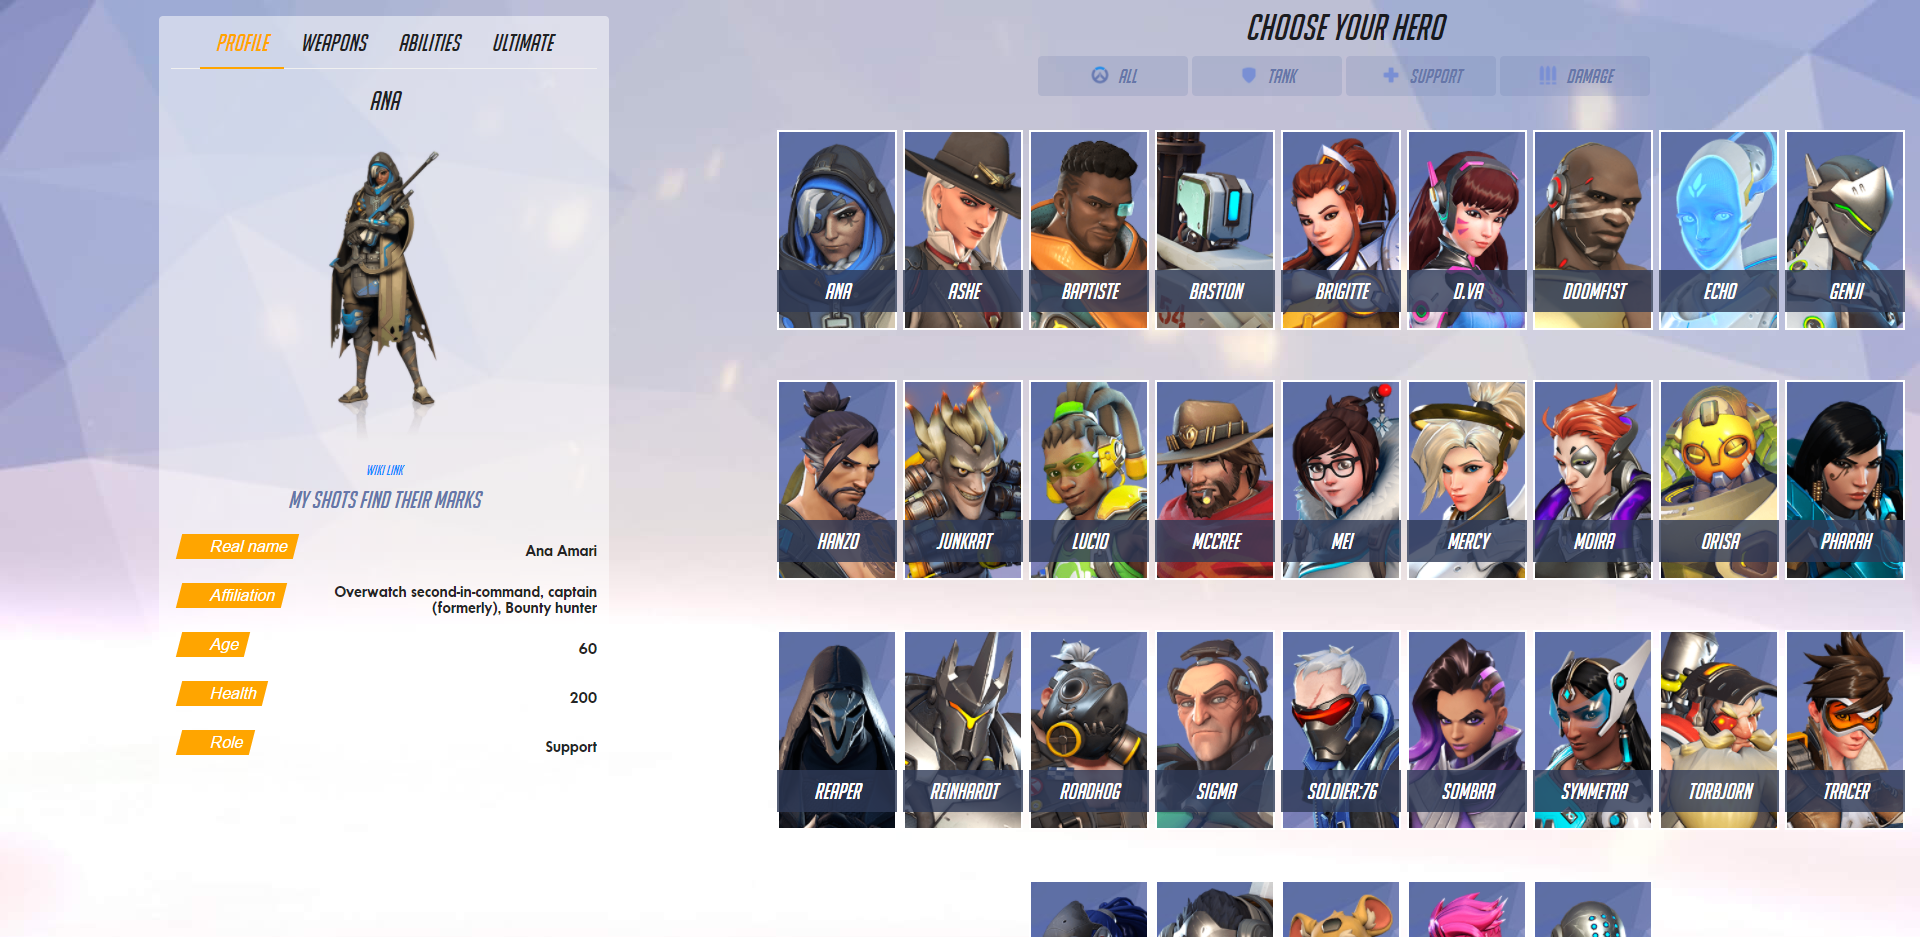 PROFILE WEAPONS ABILITIES ULTIMATE
ANA
WIKI LINK
MY SHOTS FIND THEIR MARKS
Real name Ana Amari
Affiliation Overwatch second-in-command, captain
(formerly), Bounty hunter
Age 60
Health 200
Role Support
CHOOSE YOUR HERO
ALL TANK SUPPORT DAMAGE
ANA ASHE BAPTISTE BASTION BRIGITTE D.VA DOOMFIST ECHO GENJI
54
HANZO JUNKRAT LUCIO MCCREE MEI MERCY MOIRA ORISA PHARAH
REAPER REINHARDT ROADHOG SIGMA SOLDIER:76 SOMBRA SYMMETRA TORBJORN TRACER